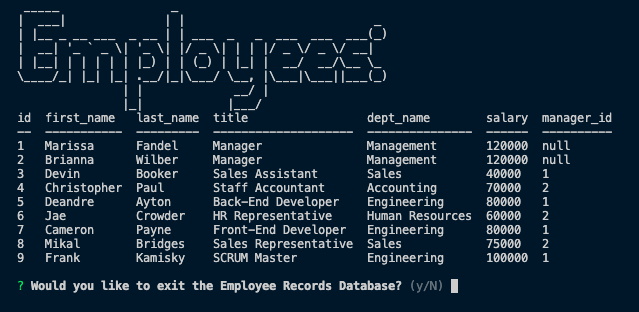 Employees:
id first_name last_name title dept_name salary manager_id
-- ----------- --------- -------------------- --------------- ------ ----------
1 Marissa Fandel Manager Management 120000 null
2 Brianna Wilber Manager Management 120000 null
3 Devin Booker Sales Assistant Sales 40000 1
4 Christopher Paul Staff Accountant Accounting 70000 2
5 Deandre Ayton Back-End Developer Engineering 80000 1
6 Jae Crowder HR Representative Human Resources 60000 2
7 Cameron Payne Front-End Developer Engineering 80000 1
8 Mikal Bridges Sales Representative Sales 75000 2
9 Frank Kamisky SCRUM Master Engineering 100000 1
? Would you like to exit the Employee Records Database? (y/N)